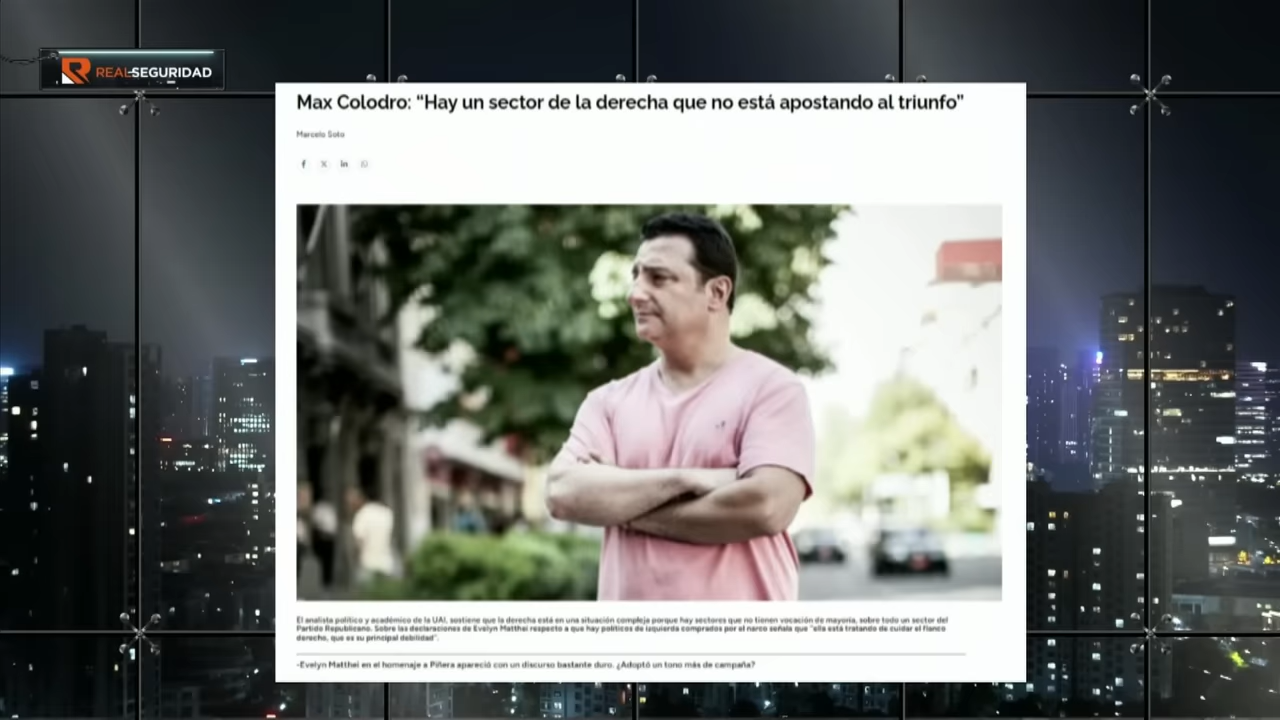 REAL SEGURIDAD
Max Colodro: “Hay un sector de la derecha que no está apostando al triunfo”
Marcelo Soto
El analista político y académico de la UAI, sostiene que la derecha está en una situación compleja porque hay sectores que no tienen vocación de mayoría, sobre todo un sector del
Partido Republicano. Sobre las declaraciones de Evelyn Matthei respecto a que hay políticos de izquierda comprados por el narco señala que “ella está tratando de cuidar el flanco
derecho, que es su principal debilidad”.
-Evelyn Matthei en el homenaje a Piñera apareció con un discurso bastante duro. ¿Adoptó un tono más de campaña?